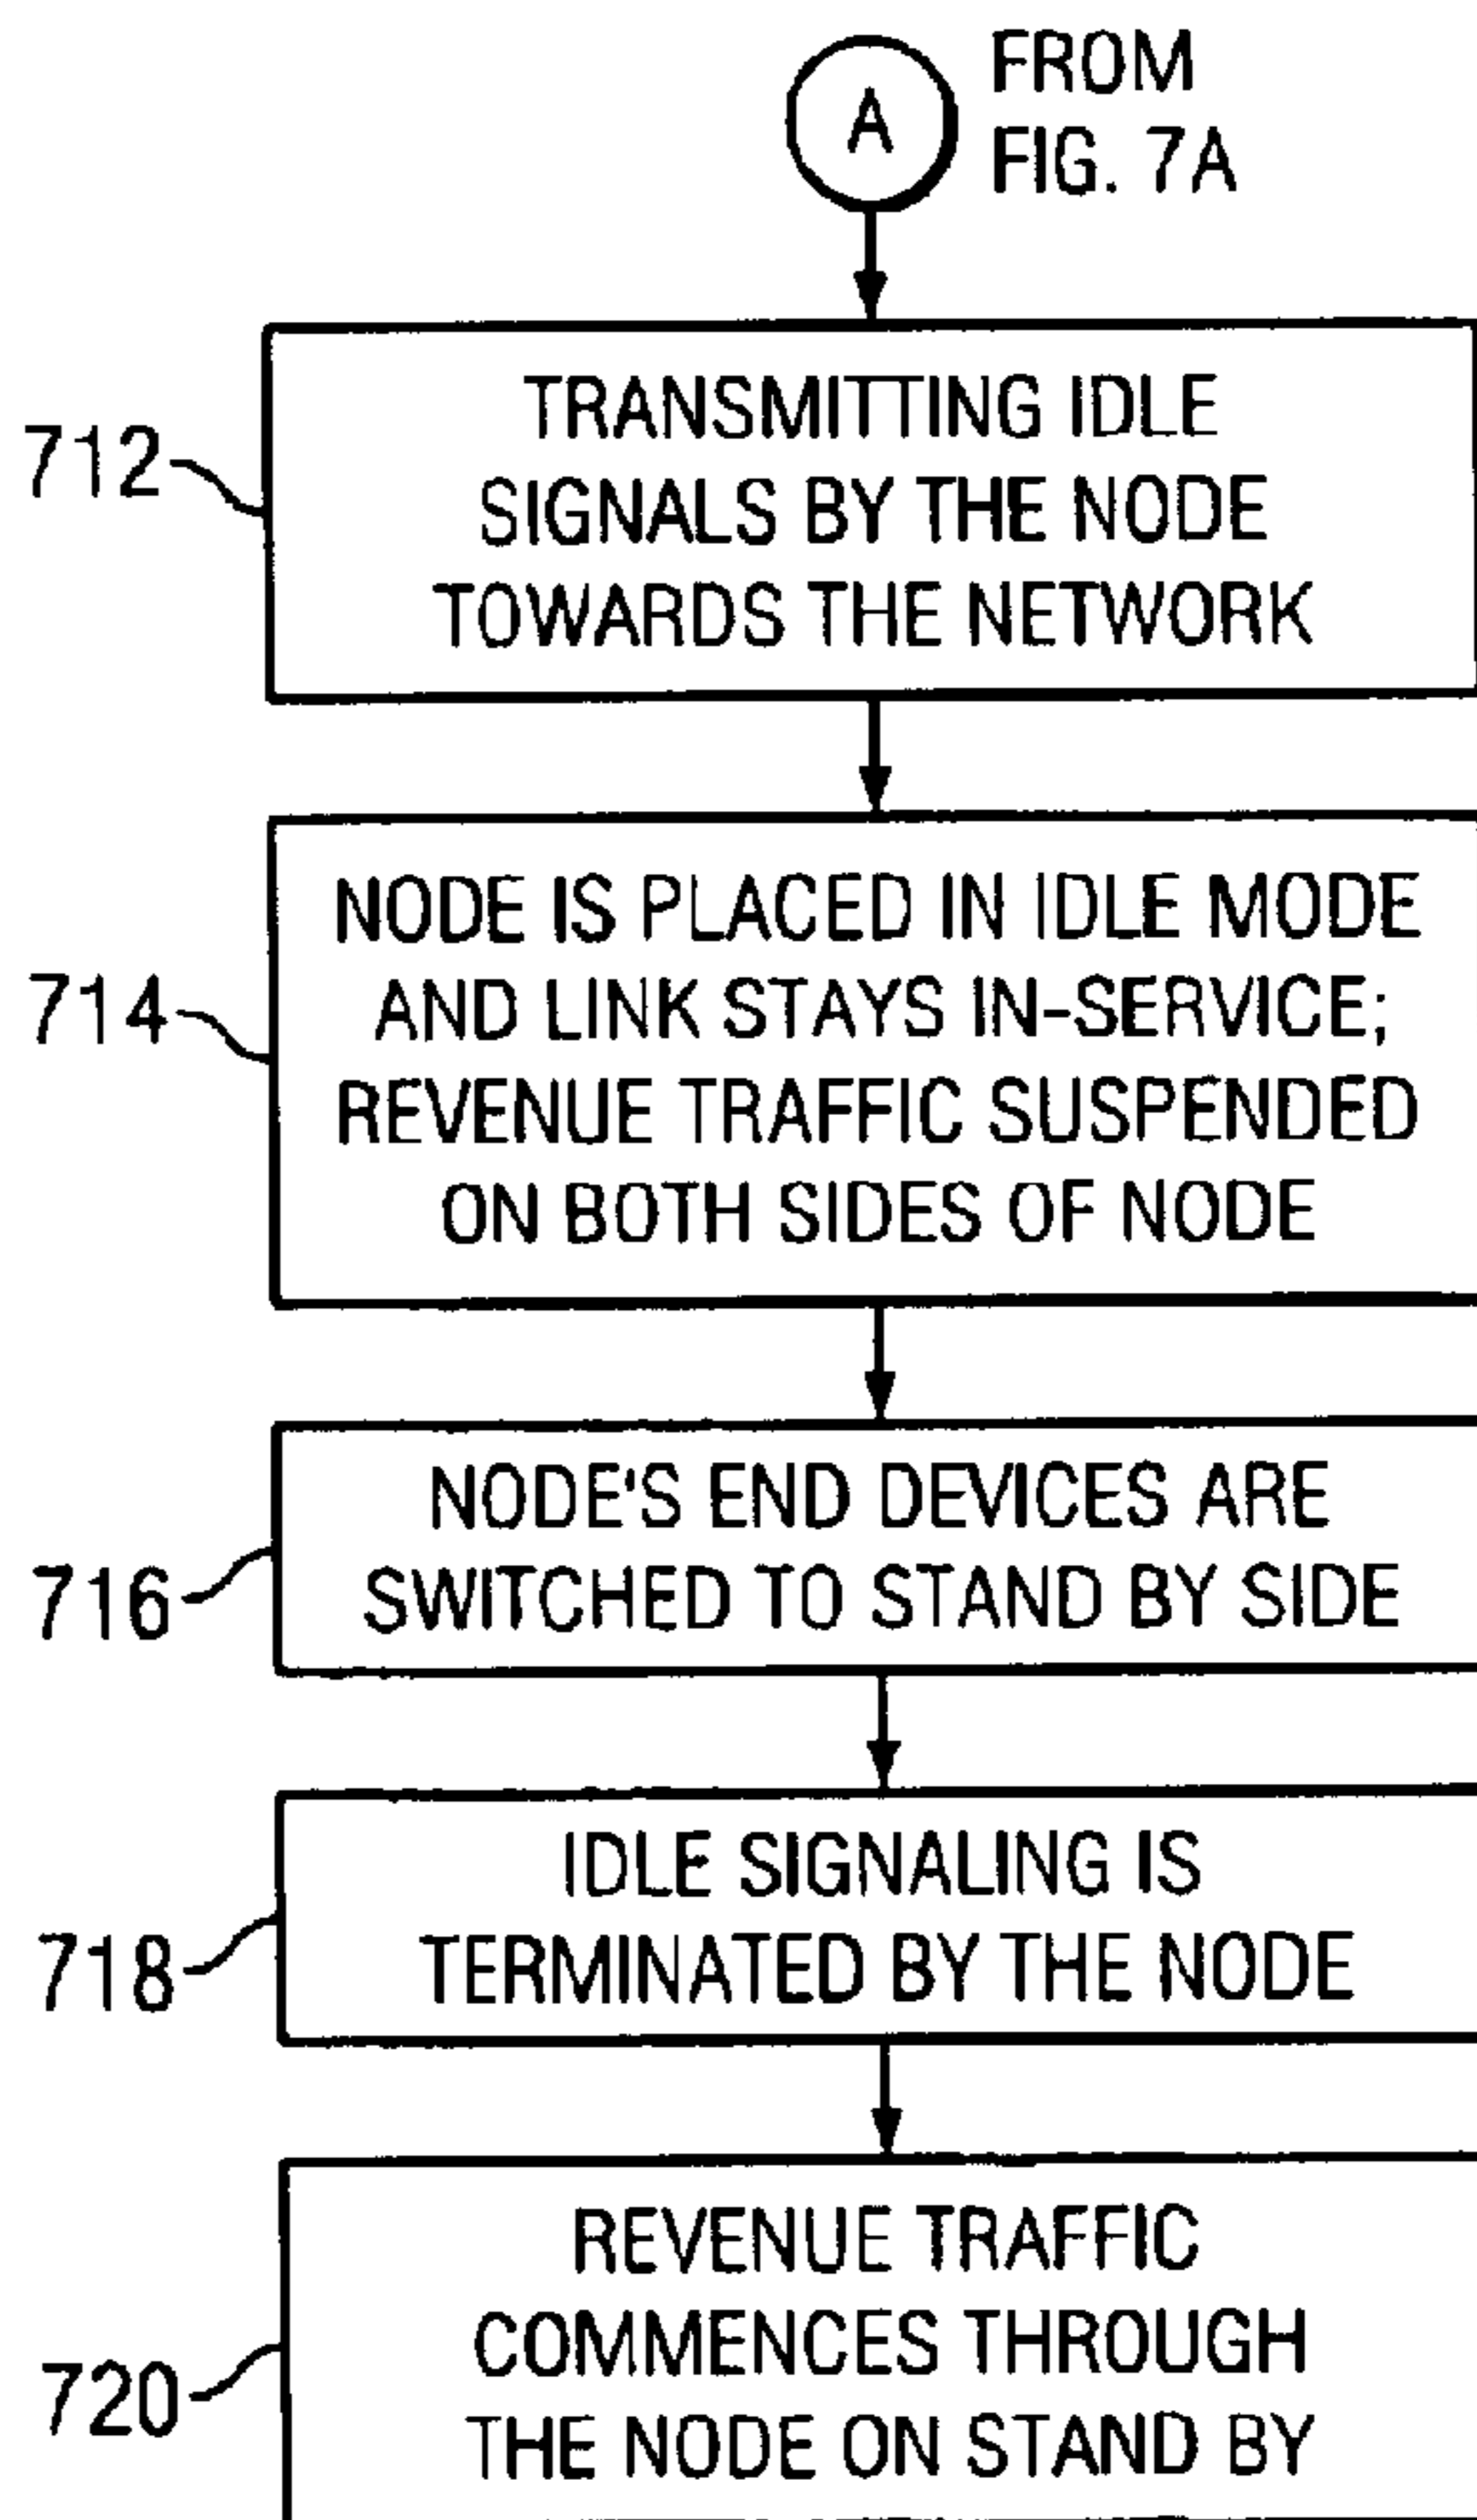 A
FROM
FIG. 7A
TRANSMITTING IDLE
SIGNALS BY THE NODE
TOWARDS THE NETWORK
712
NODE IS PLACED IN IDLE MODE
AND LINK STAYS IN-SERVICE;
REVENUE TRAFFIC SUSPENDED
ON BOTH SIDES OF NODE
714
NODE'S END DEVICES ARE
SWITCHED TO STAND BY SIDE
716
IDLE SIGNALING IS
TERMINATED BY THE NODE
718
REVENUE TRAFFIC
COMMENCES THROUGH
THE NODE ON STAND BY
720